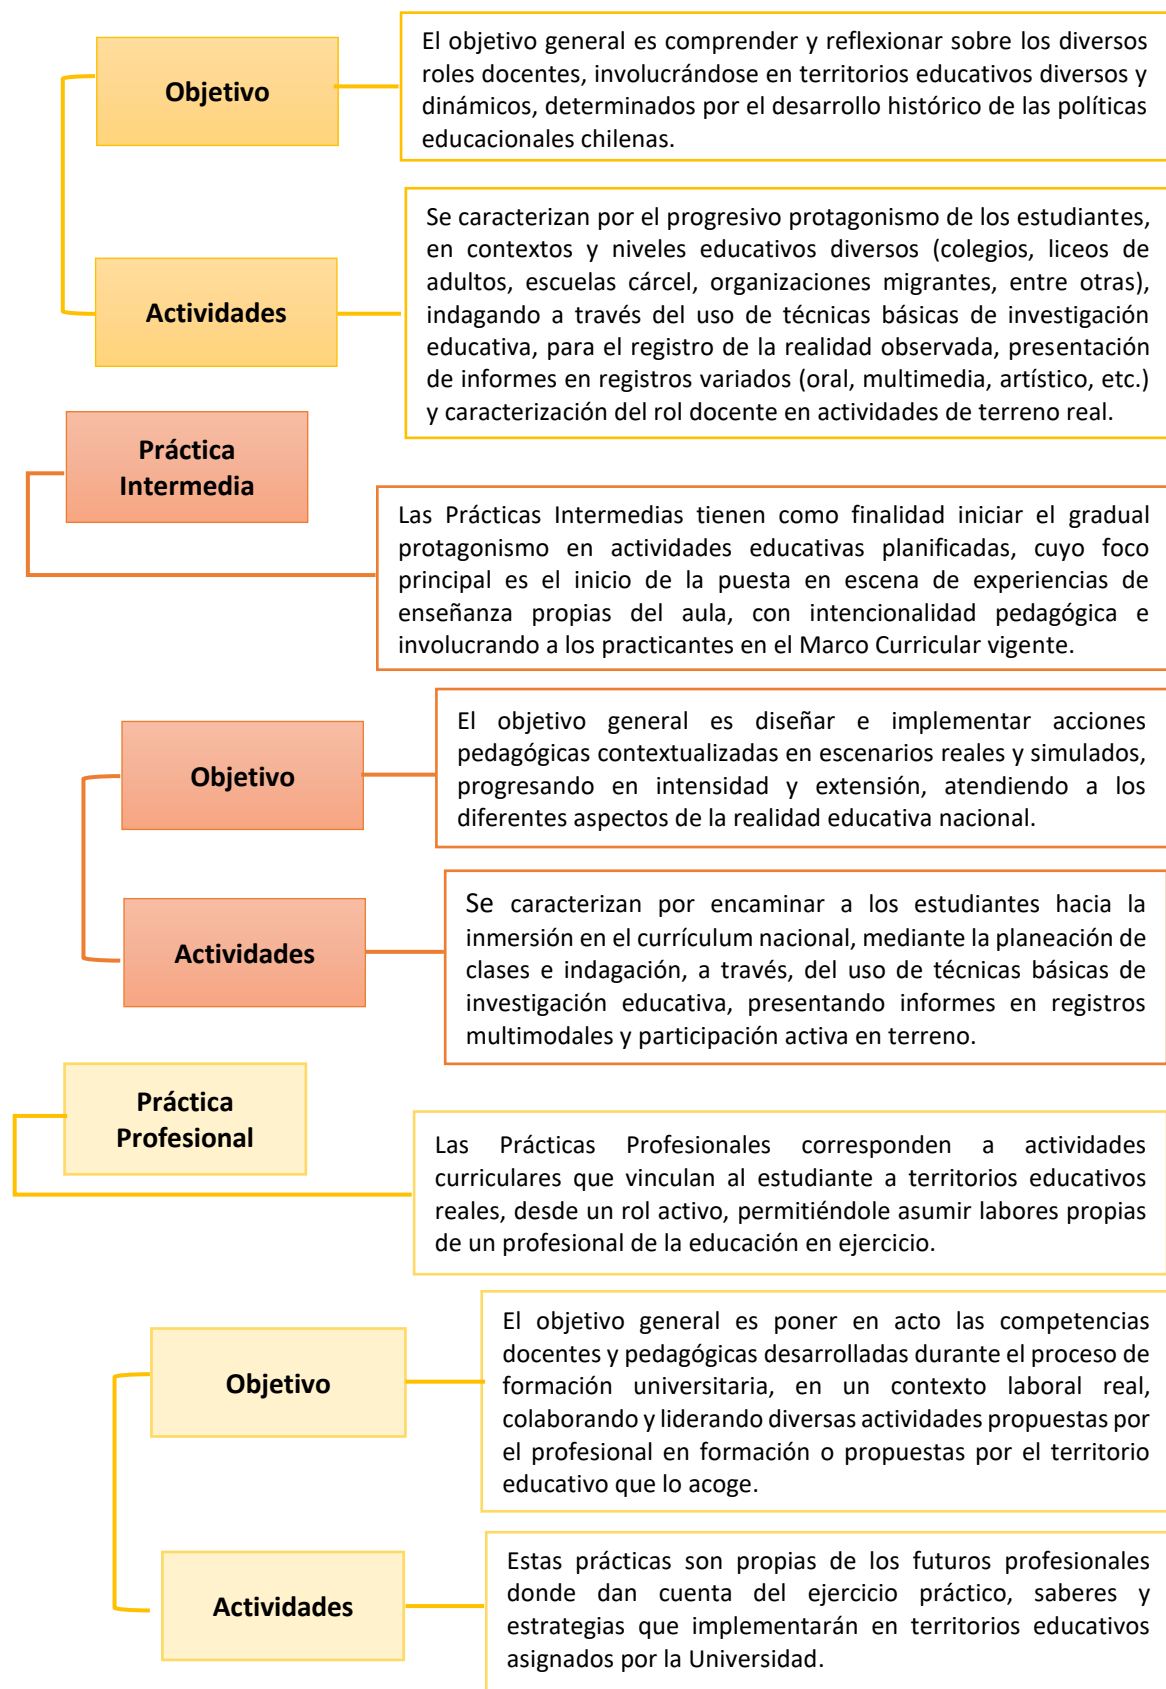 Objetivo
El objetivo general es comprender y reflexionar sobre los diversos
roles docentes, involucrándose en territorios educativos diversos y
dinámicos, determinados por el desarrollo histórico de las políticas
educacionales chilenas.
Actividades
Se caracterizan por el progresivo protagonismo de los estudiantes,
en contextos y niveles educativos diversos (colegios, liceos de
adultos, escuelas cárcel, organizaciones migrantes, entre otras),
indagando a través del uso de técnicas básicas de investigación
educativa, para el registro de la realidad observada, presentación
de informes en registros variados (oral, multimedia, artístico, etc.)
y caracterización del rol docente en actividades de terreno real.
Práctica
Intermedia
Las Prácticas Intermedias tienen como finalidad iniciar el gradual
protagonismo en actividades educativas planificadas, cuyo foco
principal es el inicio de la puesta en escena de experiencias de
enseñanza propias del aula, con intencionalidad pedagógica e
involucrando a los practicantes en el Marco Curricular vigente.
Objetivo
El objetivo general es diseñar e implementar acciones
pedagógicas contextualizadas en escenarios reales y simulados,
progresando en intensidad y extensión, atendiendo a los
diferentes aspectos de la realidad educativa nacional.
Actividades
Se caracterizan por encaminar a los estudiantes hacia la
inmersión en el currículum nacional, mediante la planeación de
clases e indagación, a través, del uso de técnicas básicas de
investigación educativa, presentando informes en registros
multimodales y participación activa en terreno.
Práctica
Profesional
Las Prácticas Profesionales corresponden a actividades
curriculares que vinculan al estudiante a territorios educativos
reales, desde un rol activo, permitiéndole asumir labores propias
de un profesional de la educación en ejercicio.
Objetivo
El objetivo general es poner en acto las competencias
docentes y pedagógicas desarrolladas durante el proceso de
formación universitaria, en un contexto laboral real,
colaborando y liderando diversas actividades propuestas por
el profesional en formación o propuestas por el territorio
educativo que lo acoge.
Actividades
Estas prácticas son propias de los futuros profesionales
donde dan cuenta del ejercicio práctico, saberes y
estrategias que implementarán en territorios educativos
asignados por la Universidad.